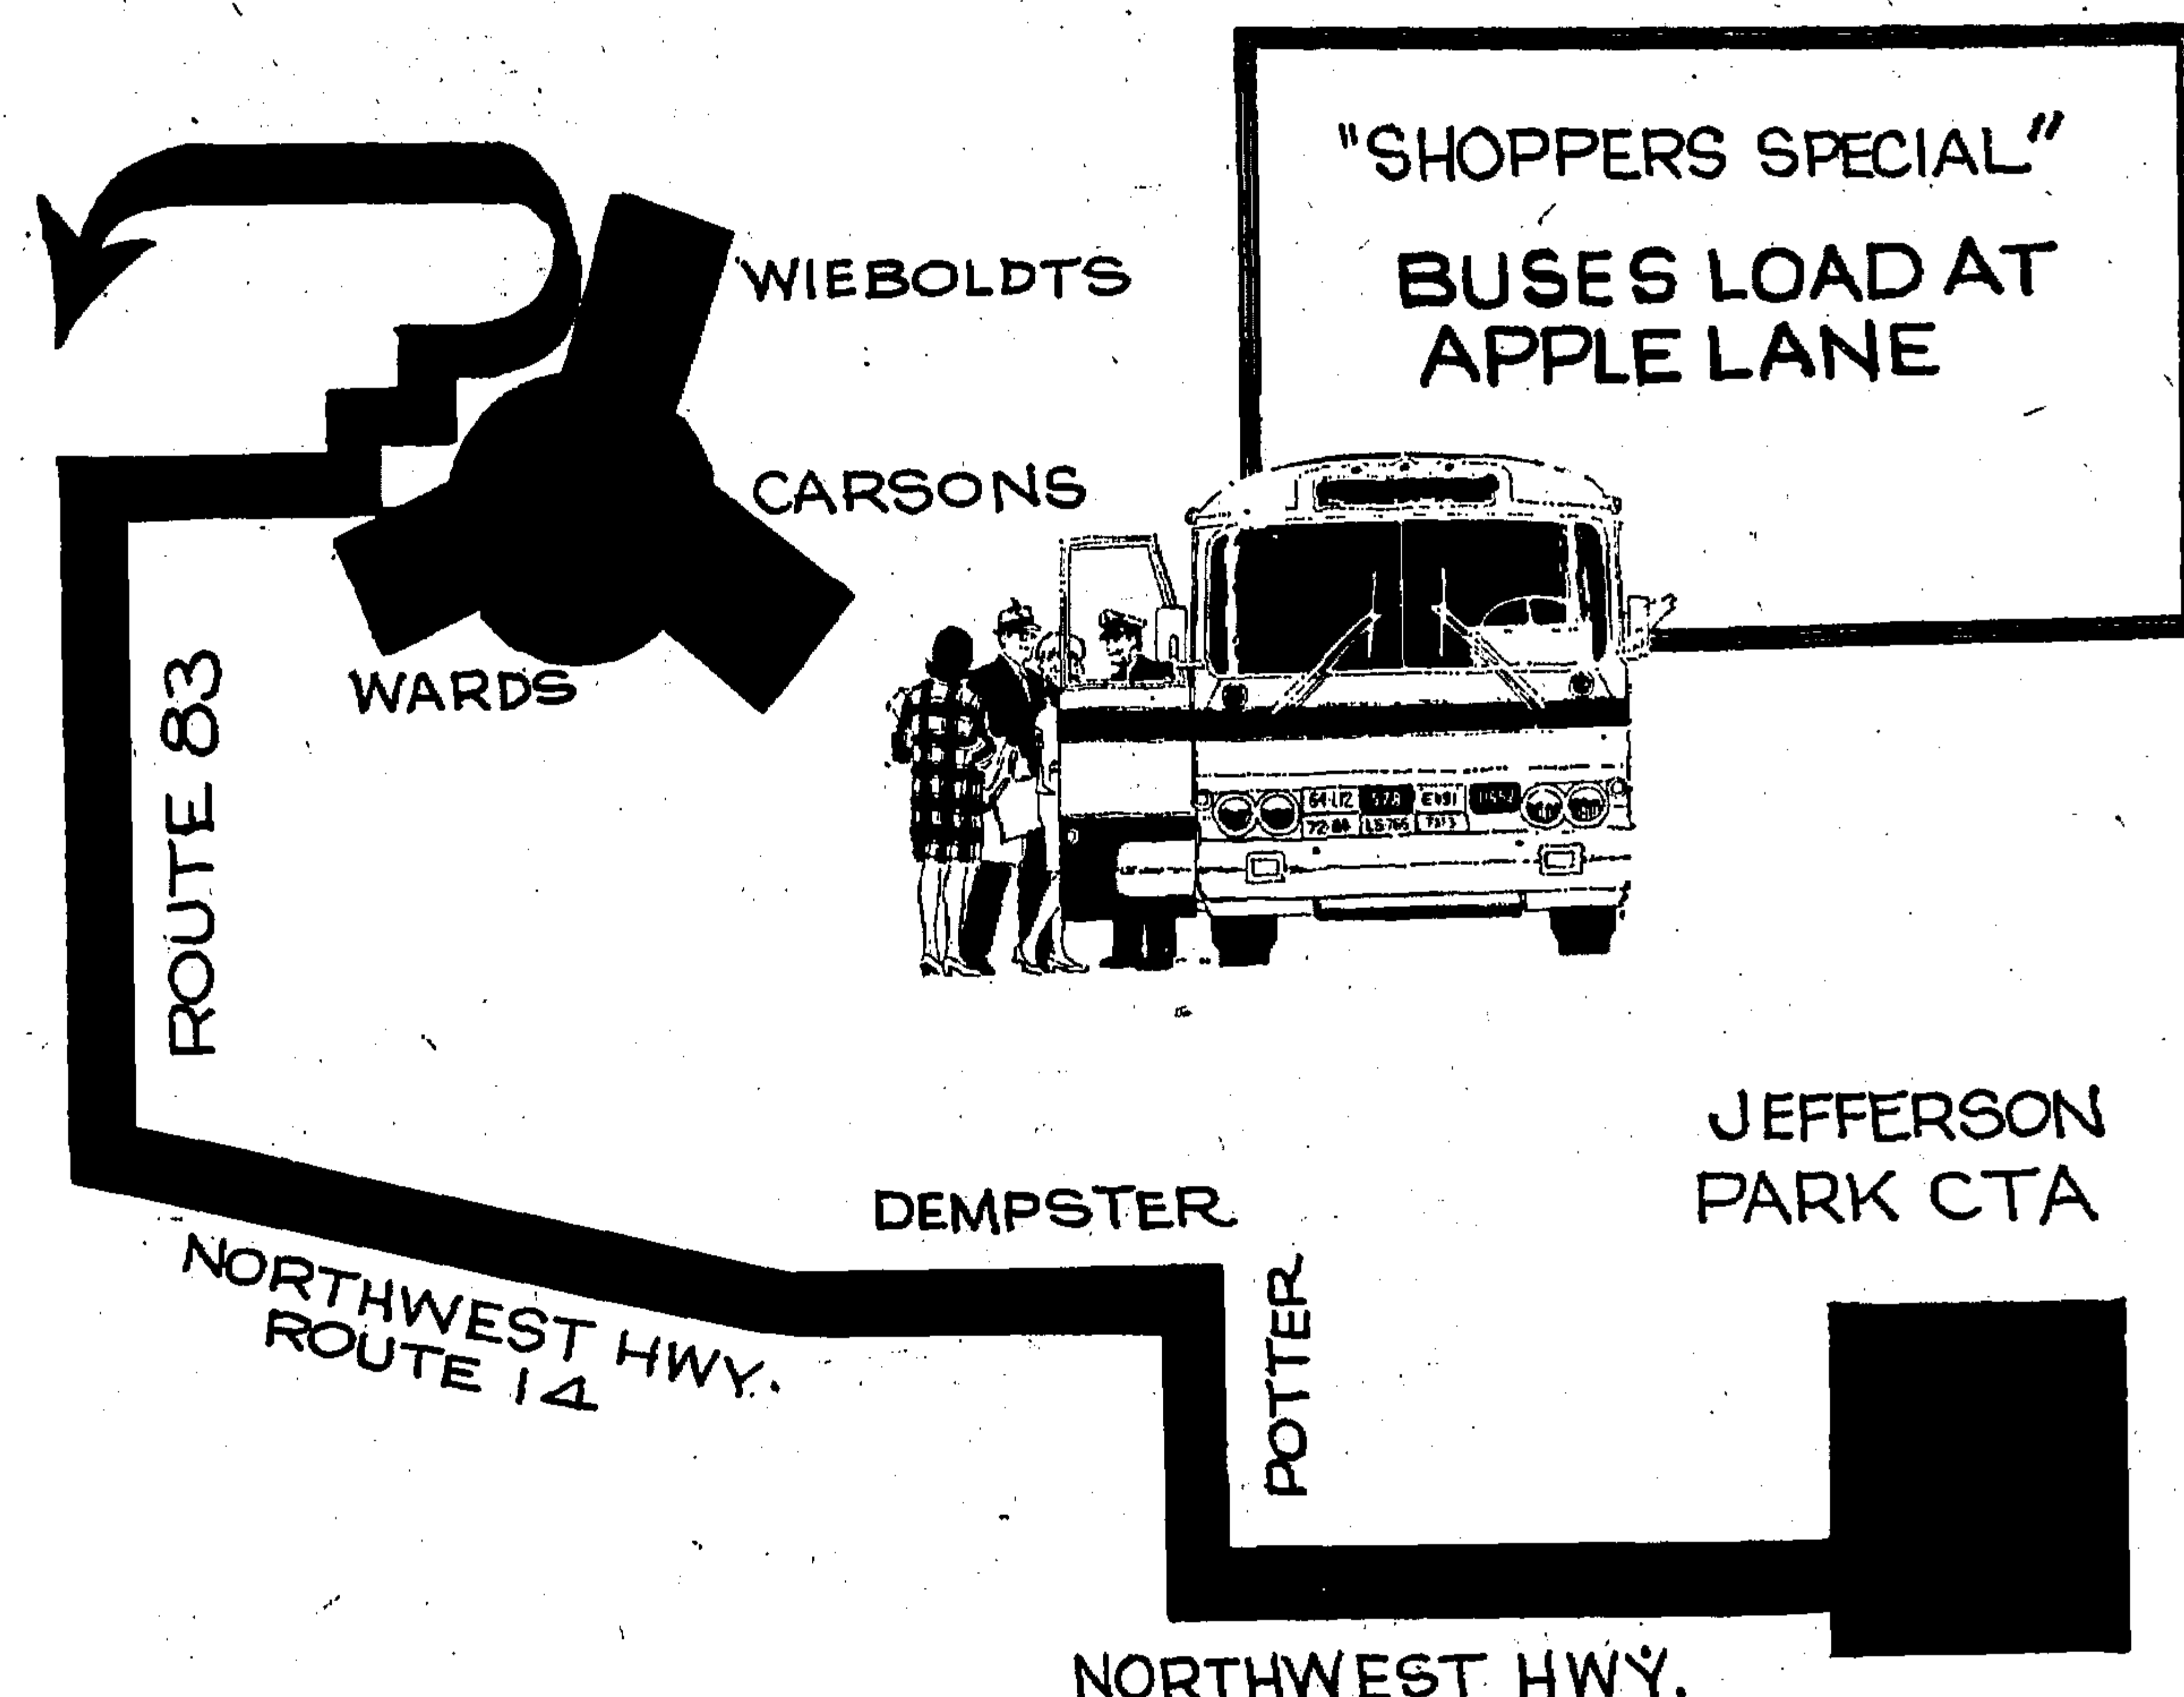 "SHOPPERS SPECIAL"
BUSES LOAD AT
APPLE LANE
WIEBOLDTS
CARSONS
WARDS
ROUTE 83
JEFFERSON
PARK CTA
DEMPSTER
POTTER
NORTHWEST HWY.
ROUTE 14
NORTHWEST HWY.